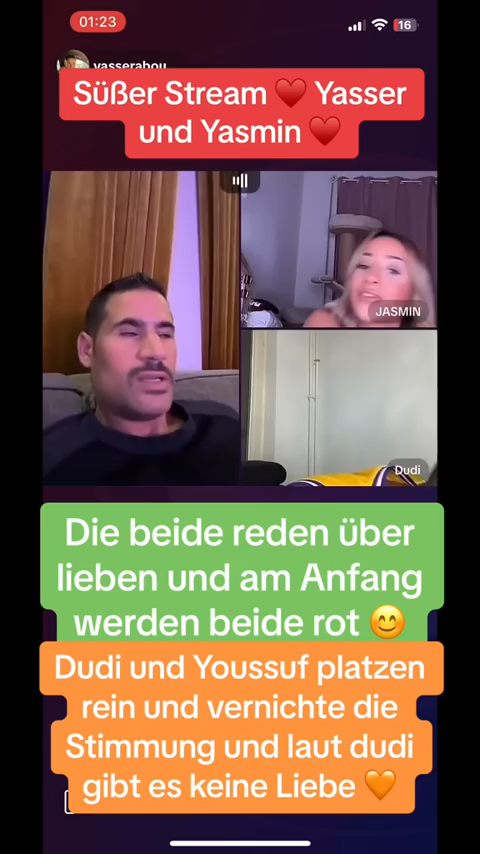 01:23
16
yasserabou
Süßer Stream ♥️ Yasser
und Yasmin ♥️
JASMIN
Dudi
Die beide reden über
lieben und am Anfang
werden beide rot 😊
Dudi und Youssuf platzen
rein und vernichte die
Stimmung und laut dudi
gibt es keine Liebe 🧡